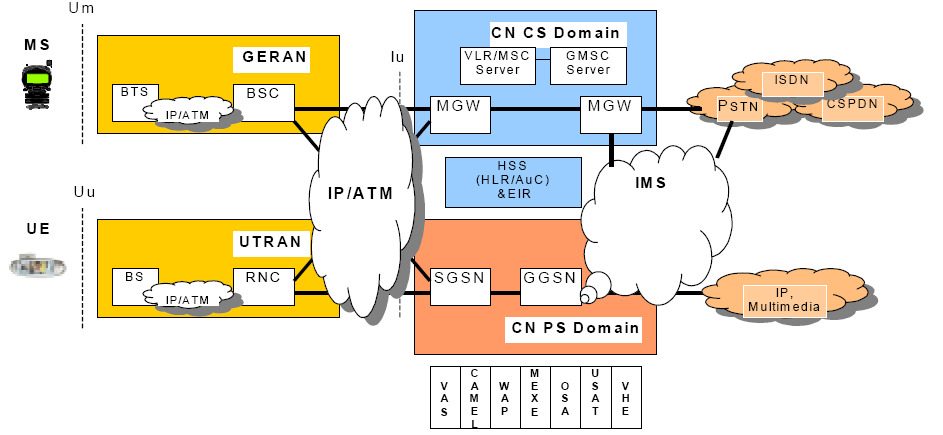 Um
MS
GERAN
BTS
BSC
IP/ATM
Iu
CN CS Domain
VLR/MSC
Server
GMSC
Server
MGW
MGW
ISDN
PSTN
CSPDN
HSS
(HLR/AuC)
&EIR
IP/ATM
IMS
Uu
UE
UTRAN
BS
RNC
IP/ATM
SGSN
GGSN
CN PS Domain
IP,
Multimedia
VAS
CAMEL
WAP
MEXE
OSA
USAT
VHE